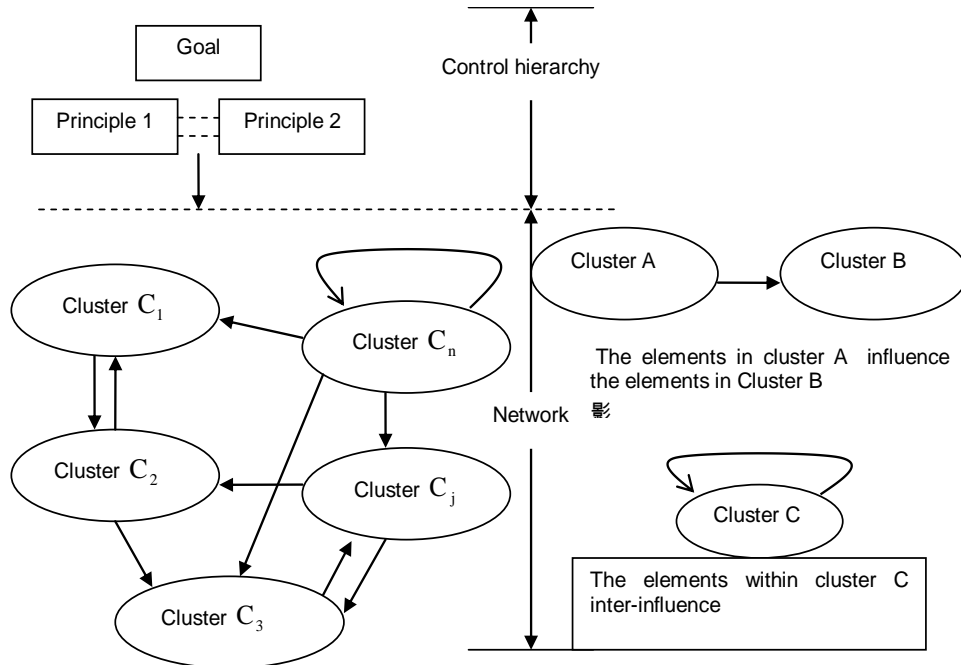 Goal
Control hierarchy
Principle 1
Principle 2
Cluster A
Cluster B
Cluster C₁
Cluster Cₙ
The elements in cluster A influence
the elements in Cluster B
Network
Cluster C₂
Cluster Cⱼ
Cluster C
The elements within cluster C
inter-influence
Cluster C₃